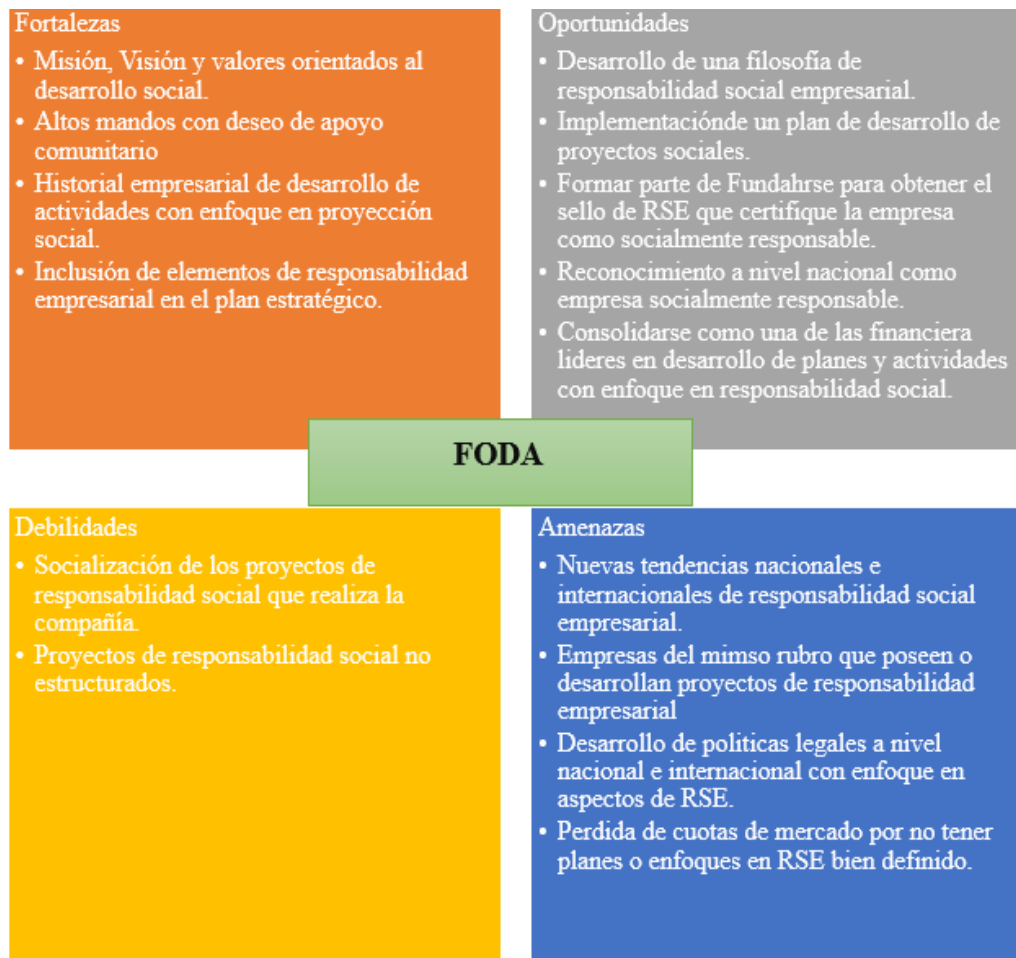 Fortalezas
• Misión, Visión y valores orientados al
desarrollo social.
• Altos mandos con deseo de apoyo
comunitario
• Historial empresarial de desarrollo de
actividades con enfoque en proyección
social.
• Inclusión de elementos de responsabilidad
empresarial en el plan estratégico.
Oportunidades
• Desarrollo de una filosofía de
responsabilidad social empresarial.
• Implementaciónde un plan de desarrollo de
proyectos sociales.
• Formar parte de Fundahrse para obtener el
sello de RSE que certifique la empresa
como socialmente responsable.
• Reconocimiento a nivel nacional como
empresa socialmente responsable.
• Consolidarse como una de las financiera
lideres en desarrollo de planes y actividades
con enfoque en responsabilidad social.
FODA
Debilidades
• Socialización de los proyectos de
responsabilidad social que realiza la
compañía.
• Proyectos de responsabilidad social no
estructurados.
Amenazas
• Nuevas tendencias nacionales e
internacionales de responsabilidad social
empresarial.
• Empresas del mimso rubro que poseen o
desarrollan proyectos de responsabilidad
empresarial
• Desarrollo de politicas legales a nivel
nacional e internacional con enfoque en
aspectos de RSE.
• Perdida de cuotas de mercado por no tener
planes o enfoques en RSE bien definido.